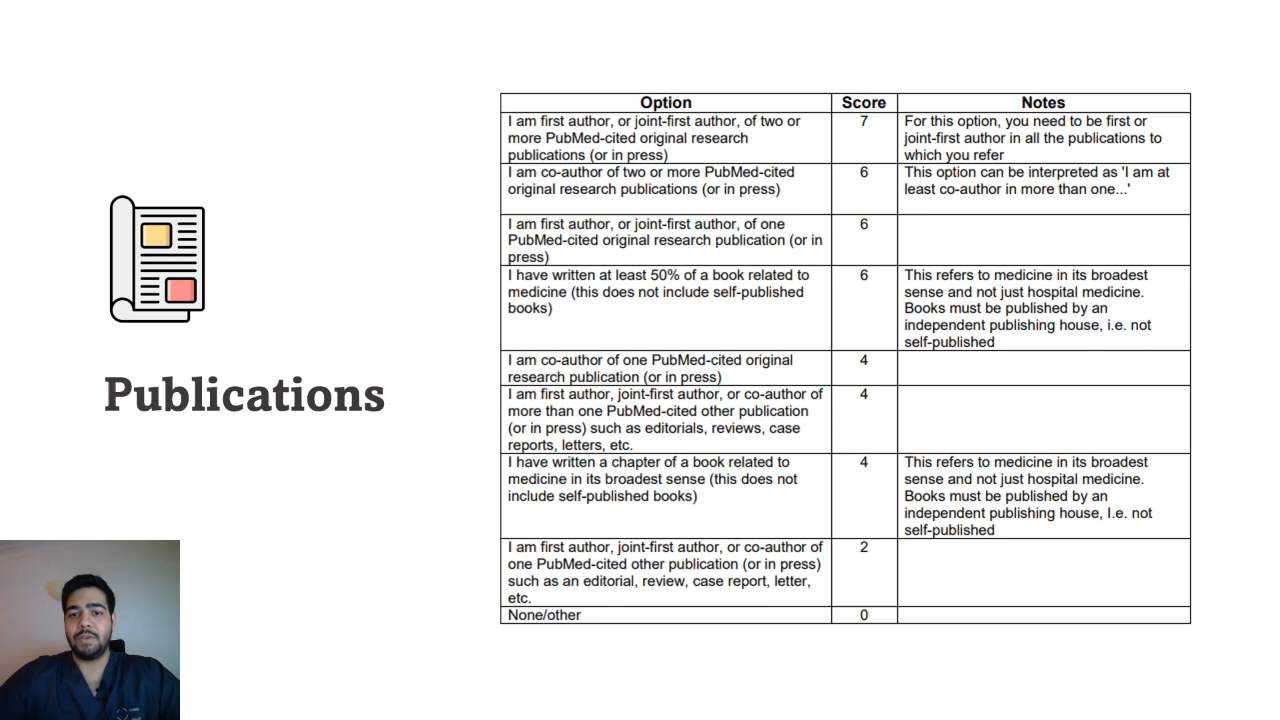 Publications
Option Score Notes
I am first author, or joint-first author, of two or
more PubMed-cited original research
publications (or in press)
7
For this option, you need to be first or
joint-first author in all the publications to
which you refer
I am co-author of two or more PubMed-cited
original research publications (or in press)
6
This option can be interpreted as 'I am at
least co-author in more than one...'
I am first author, or joint-first author, of one
PubMed-cited original research publication (or in
press)
6
I have written at least 50% of a book related to
medicine (this does not include self-published
books)
6
This refers to medicine in its broadest
sense and not just hospital medicine.
Books must be published by an
independent publishing house, i.e. not
self-published
I am co-author of one PubMed-cited original
research publication (or in press)
4
I am first author, joint-first author, or co-author of
more than one PubMed-cited other publication
(or in press) such as editorials, reviews, case
reports, letters, etc.
4
I have written a chapter of a book related to
medicine in its broadest sense (this does not
include self-published books)
4
This refers to medicine in its broadest
sense and not just hospital medicine.
Books must be published by an
independent publishing house, I.e. not
self-published
I am first author, joint-first author, or co-author of
one PubMed-cited other publication (or in press)
such as an editorial, review, case report, letter,
etc.
2
None/other
0